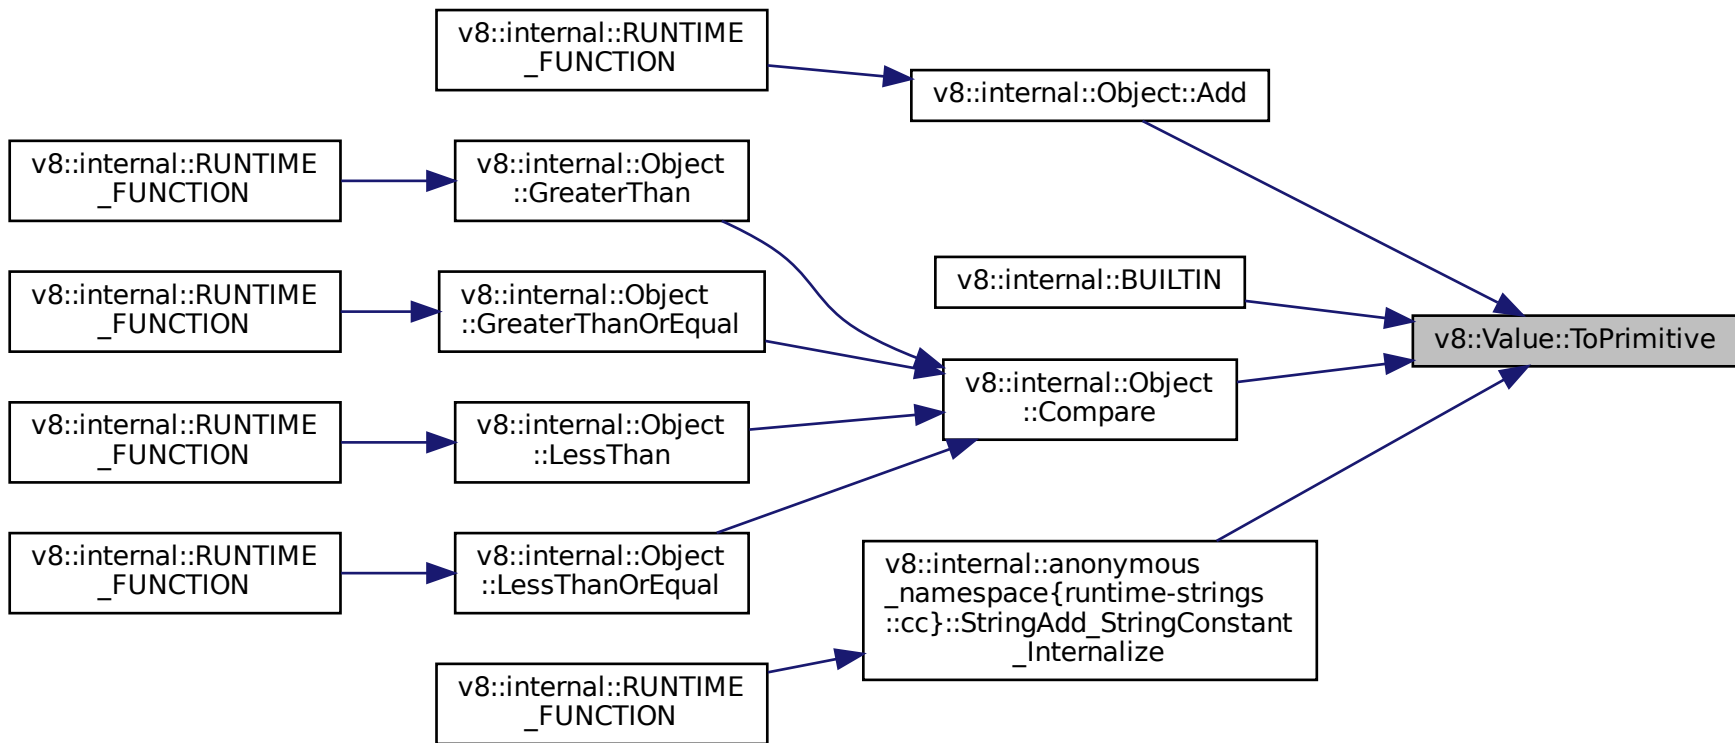 v8::internal::RUNTIME
_FUNCTION
v8::internal::Object::Add
v8::internal::RUNTIME
_FUNCTION
v8::internal::Object
::GreaterThan
v8::internal::BUILTIN
v8::internal::RUNTIME
_FUNCTION
v8::internal::Object
::GreaterThanOrEqual
v8::Value::ToPrimitive
v8::internal::Object
::Compare
v8::internal::RUNTIME
_FUNCTION
v8::internal::Object
::LessThan
v8::internal::RUNTIME
_FUNCTION
v8::internal::Object
::LessThanOrEqual
v8::internal::anonymous
_namespace{runtime-strings
::cc}::StringAdd_StringConstant
_Internalize
v8::internal::RUNTIME
_FUNCTION